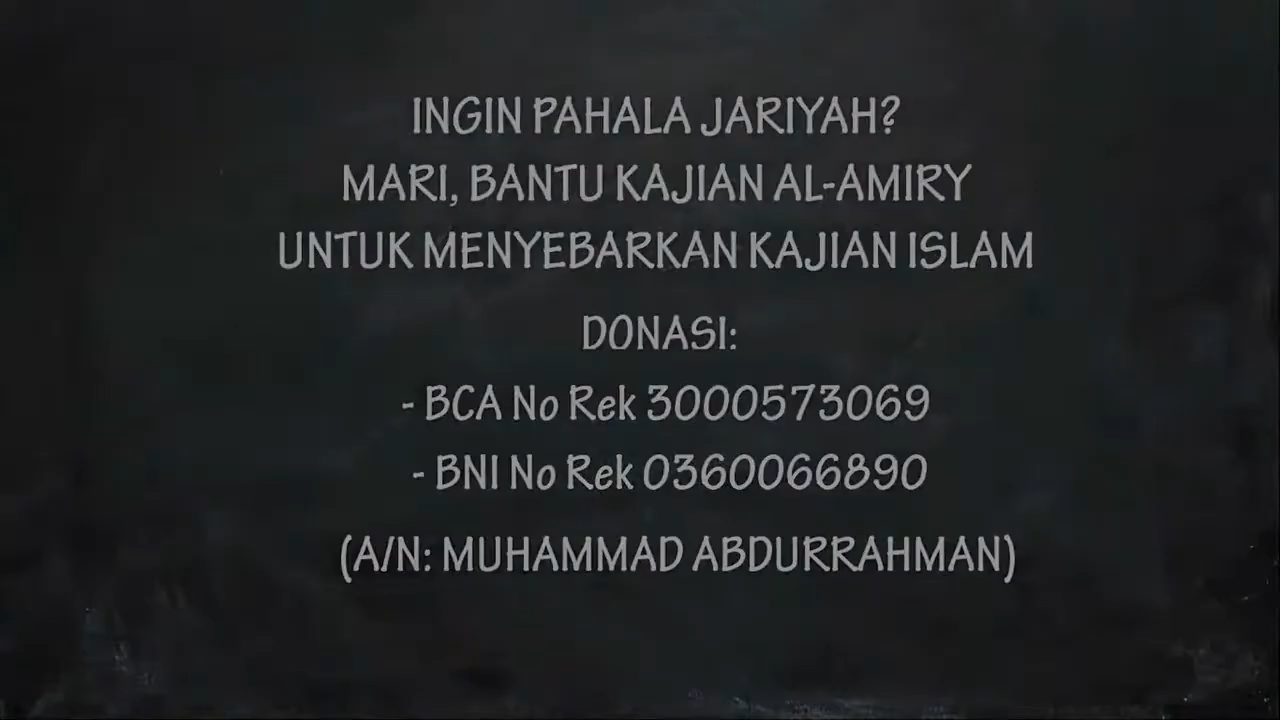 INGIN PAHALA JARIYAH?
MARI, BANTU KAJIAN AL-AMIRY
UNTUK MENYEBARKAN KAJIAN ISLAM
DONASI:
- BCA No Rek 3000573069
- BNI No Rek 0360066890
(A/N: MUHAMMAD ABDURRAHMAN)